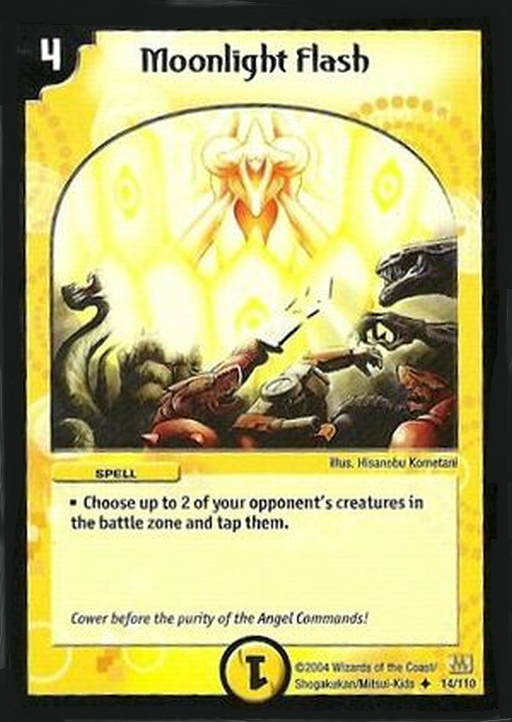 4
Moonlight Flash
Illus. Hisanobu Kometani
SPELL
▪ Choose up to 2 of your opponent's creatures in
the battle zone and tap them.
Cower before the purity of the Angel Commands!
1
©2004 Wizards of the Coast/
Shogakukan/Mitsui-Kids ✦ 14/110